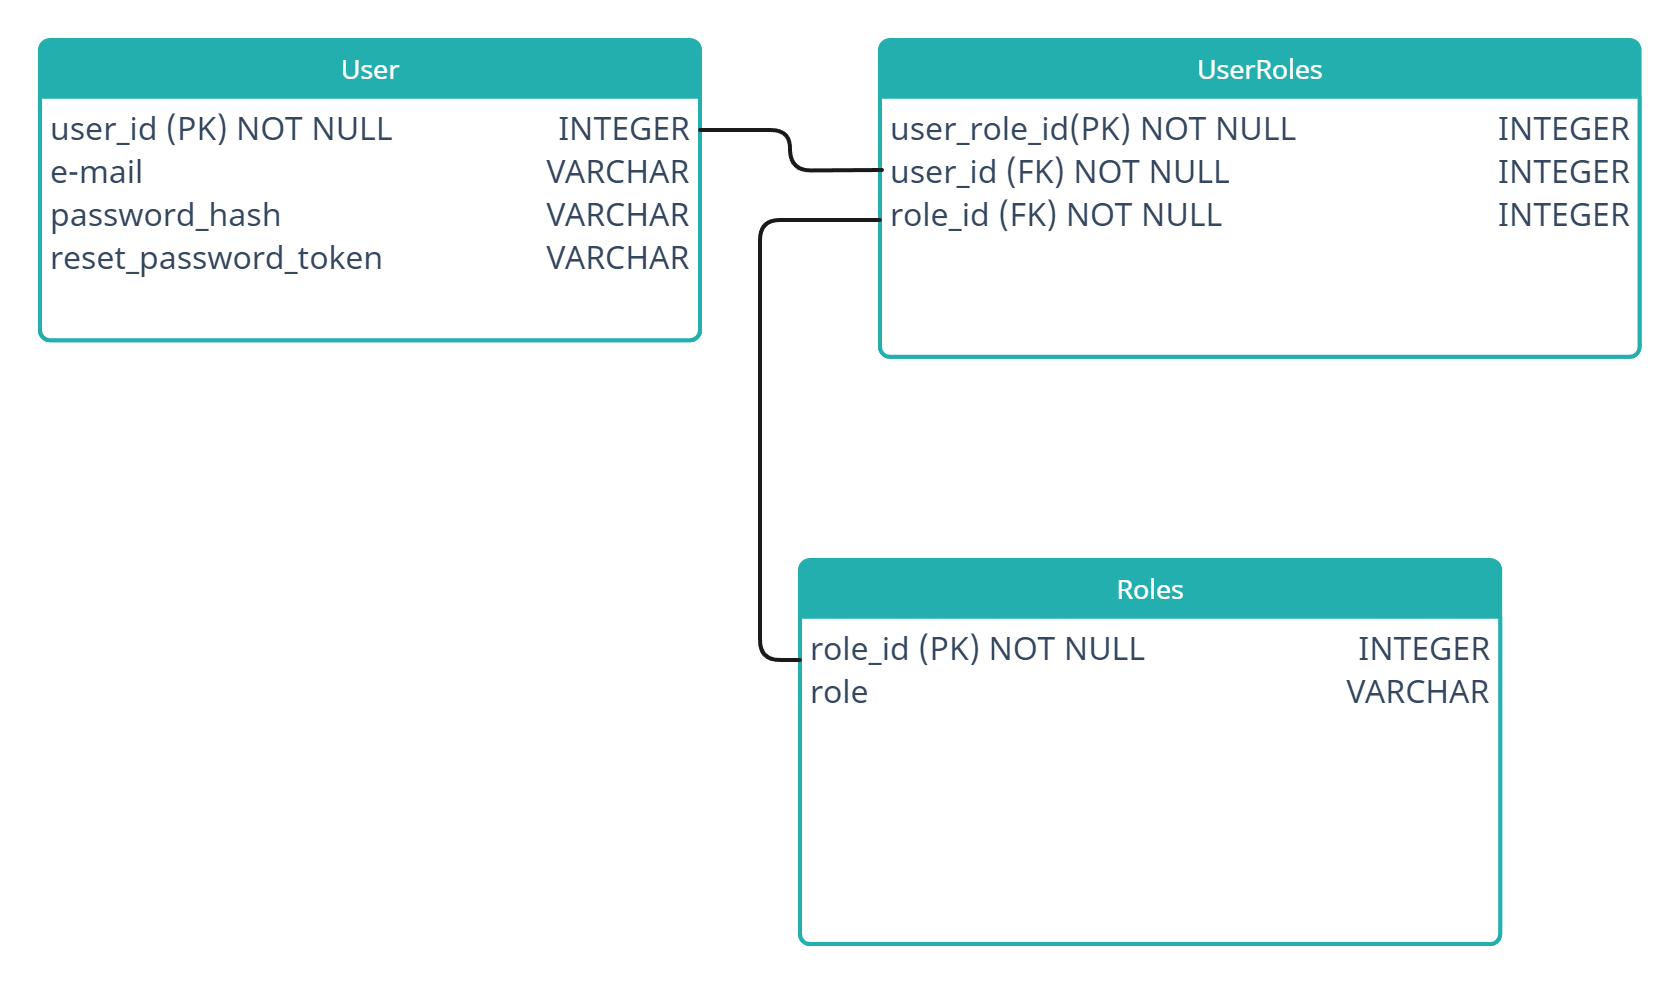 User
user_id (PK) NOT NULL INTEGER
e-mail VARCHAR
password_hash VARCHAR
reset_password_token VARCHAR
UserRoles
user_role_id(PK) NOT NULL INTEGER
user_id (FK) NOT NULL INTEGER
role_id (FK) NOT NULL INTEGER
Roles
role_id (PK) NOT NULL INTEGER
role VARCHAR